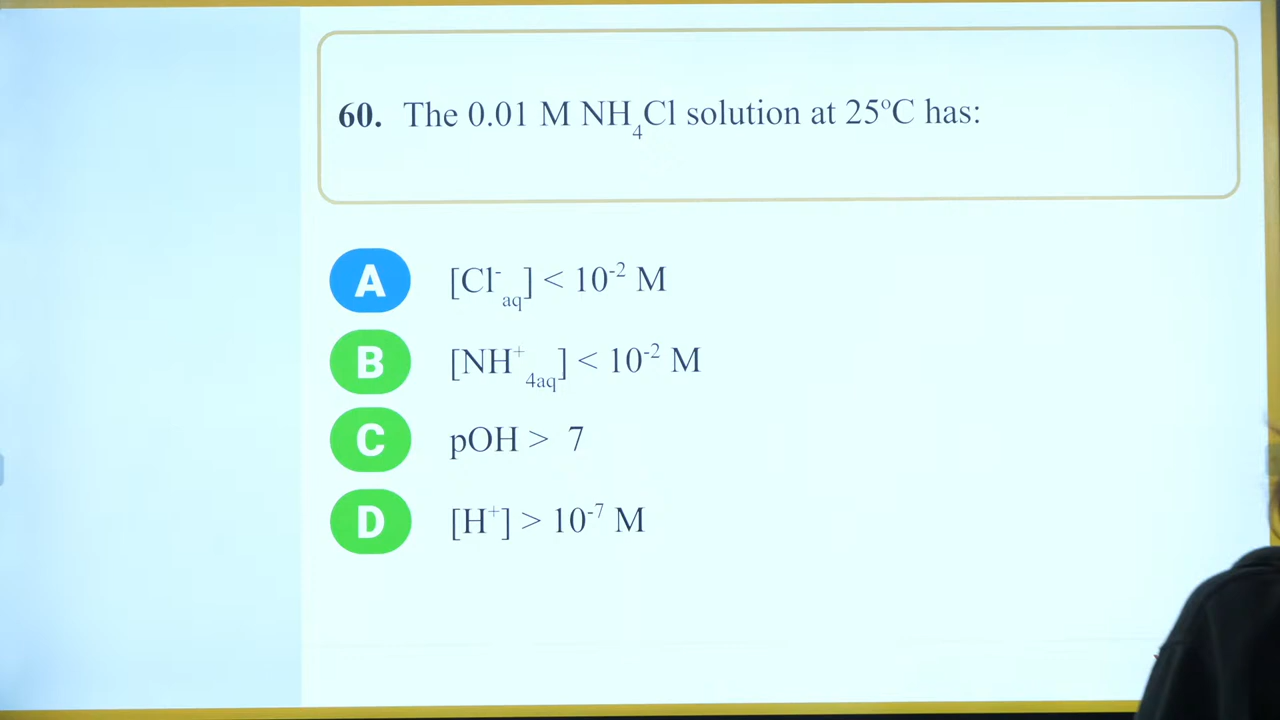 60. The 0.01 M NH₄Cl solution at 25ºC has:
A [Cl⁻aq] < 10⁻² M
B [NH⁺4aq] < 10⁻² M
C pOH > 7
D [H⁺] > 10⁻⁷ M